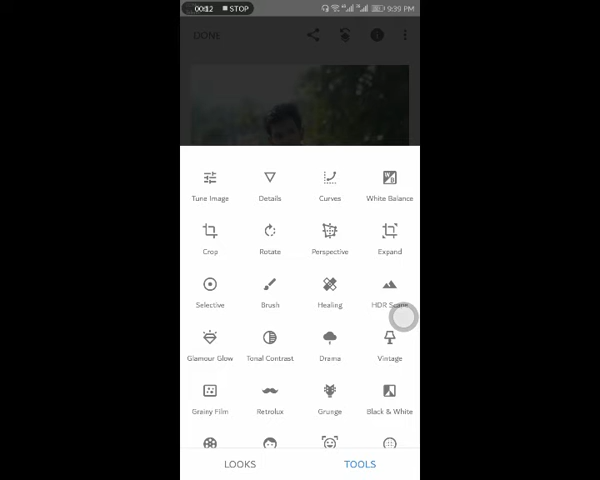 00:12 STOP 9:39 PM
DONE
Tune Image Details Curves White Balance
Crop Rotate Perspective Expand
Selective Brush Healing HDR Scape
Glamour Glow Tonal Contrast Drama Vintage
Grainy Film Retrolux Grunge Black & White
LOOKS TOOLS